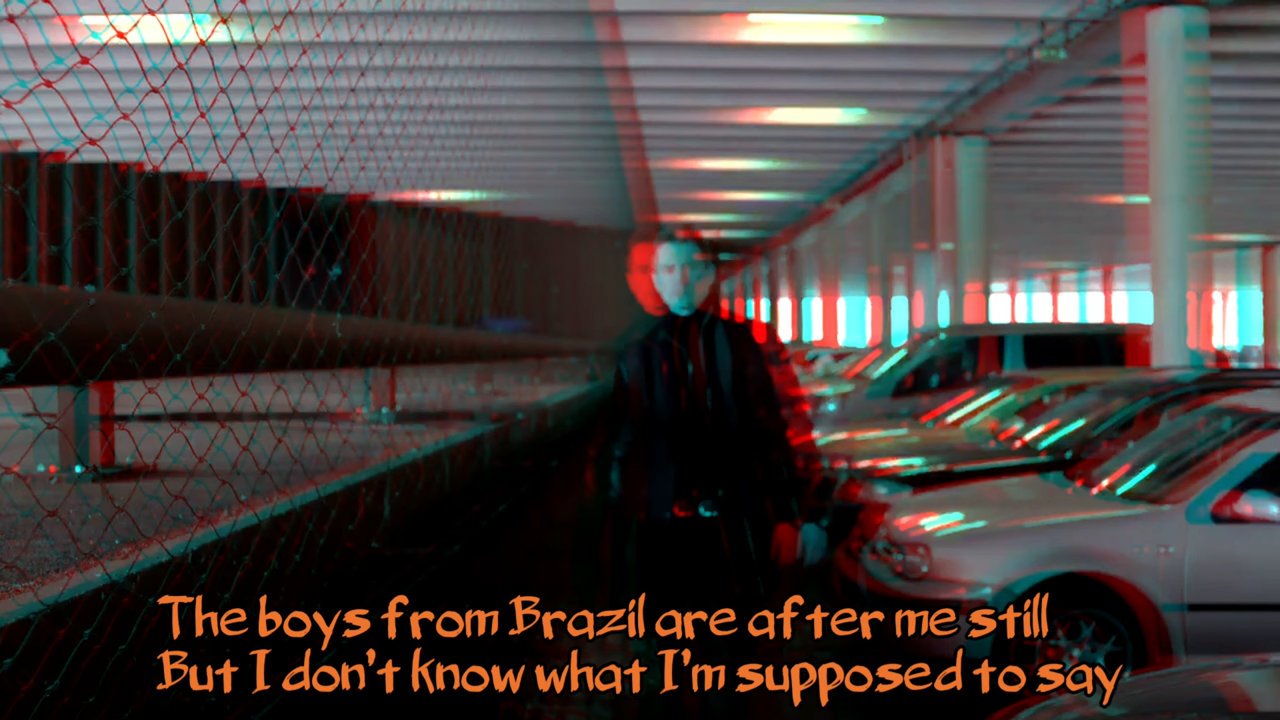 The boys from Brazil are after me still
But I don't know what I'm supposed to say